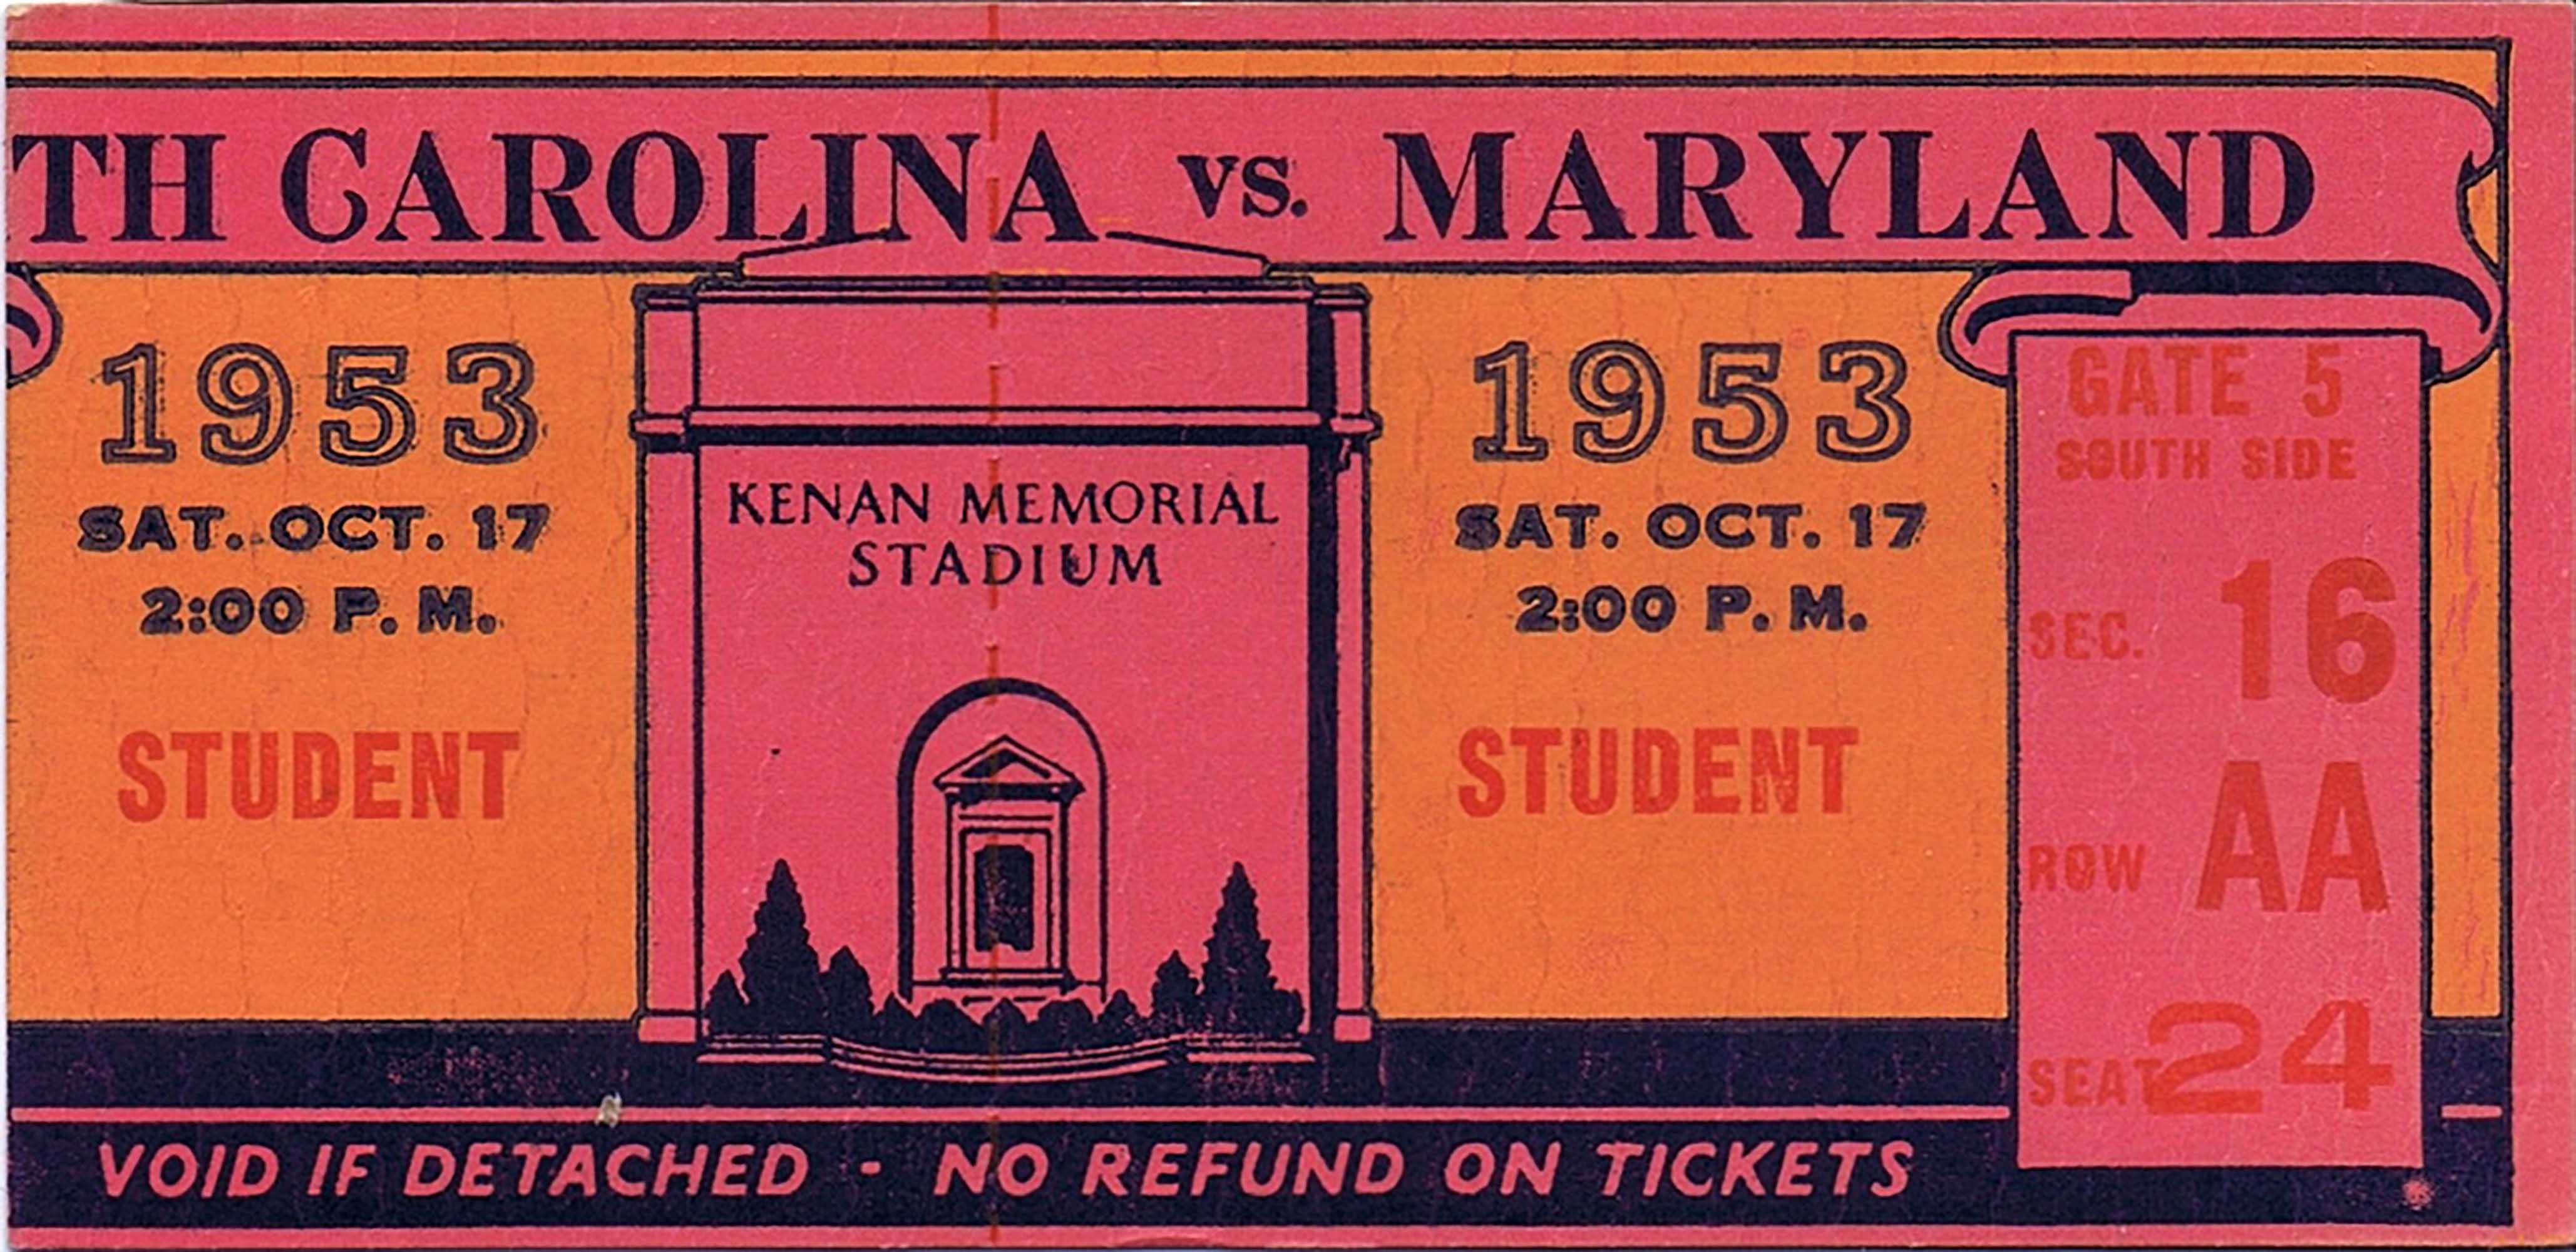 TH CAROLINA vs. MARYLAND
1953
SAT. OCT. 17
2:00 P. M.
STUDENT
KENAN MEMORIAL
STADIUM
1953
SAT. OCT. 17
2:00 P. M.
STUDENT
GATE 5
SOUTH SIDE
SEC. 16
ROW AA
SEAT 24
VOID IF DETACHED - NO REFUND ON TICKETS